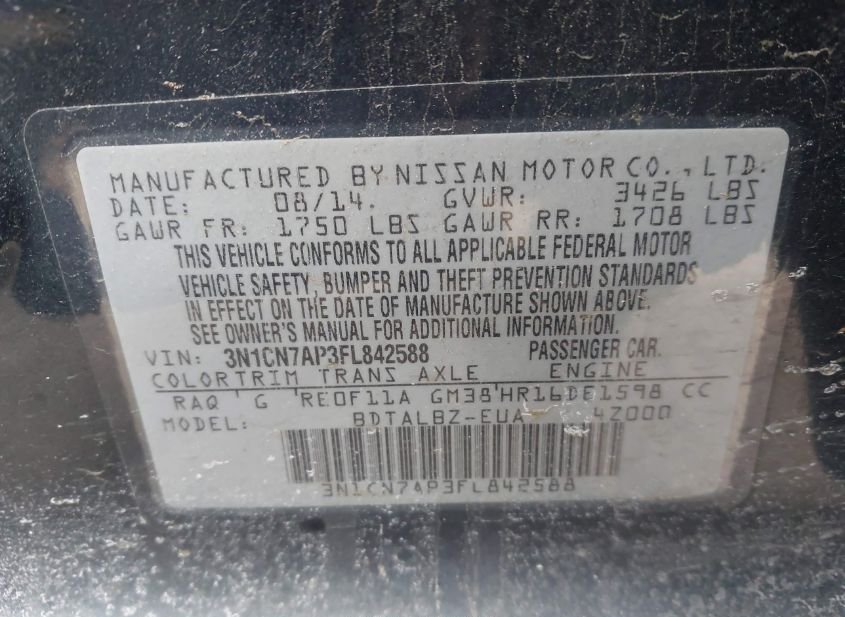 MANUFACTURED BY NISSAN MOTOR CO., LTD.
DATE: 08/14. GVWR: 3426 LBS
GAWR FR: 1750 LBS GAWR RR: 1708 LBS
THIS VEHICLE CONFORMS TO ALL APPLICABLE FEDERAL MOTOR
VEHICLE SAFETY, BUMPER AND THEFT PREVENTION STANDARDS
IN EFFECT ON THE DATE OF MANUFACTURE SHOWN ABOVE.
SEE OWNER'S MANUAL FOR ADDITIONAL INFORMATION.
VIN: 3N1CN7AP3FL842588 PASSENGER CAR.
COLORTRIM TRANS AXLE ENGINE
RAQ G RE0F11A GM38 HR16DE1598 CC
MODEL: BDTALBZ-EUA 4Z000
3N1CN7AP3FL842588